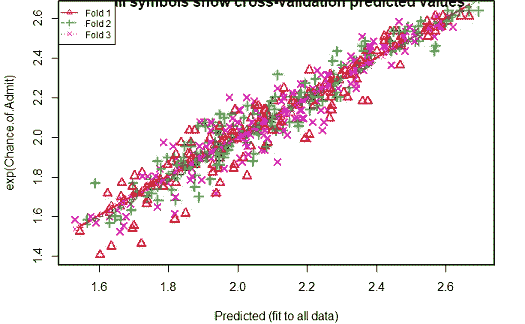 ll symbols show cross-validation predicted values
Fold 1
Fold 2
Fold 3
2.6
2.4
2.2
2.0
1.8
1.6
1.4
exp(Chance of Admit)
1.6 1.8 2.0 2.2 2.4 2.6
Predicted (fit to all data)